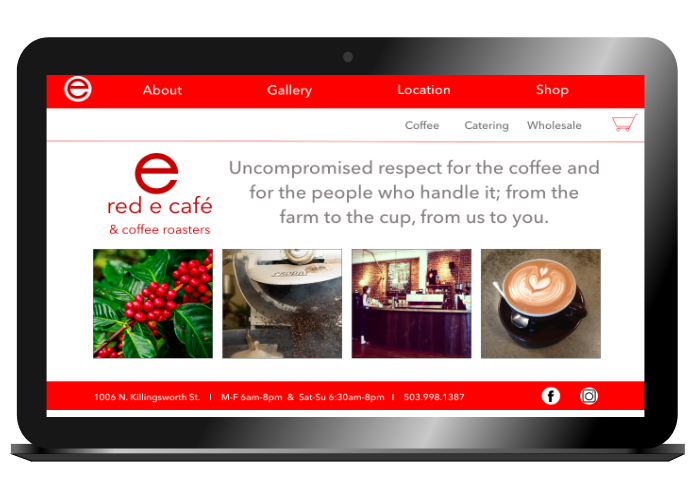 e About Gallery Location Shop
Coffee Catering Wholesale
e
red e café
& coffee roasters
Uncompromised respect for the coffee and
for the people who handle it; from the
farm to the cup, from us to you.
1006 N. Killingsworth St. I M-F 6am-8pm & Sat-Su 6:30am-8pm I 503.998.1387 f